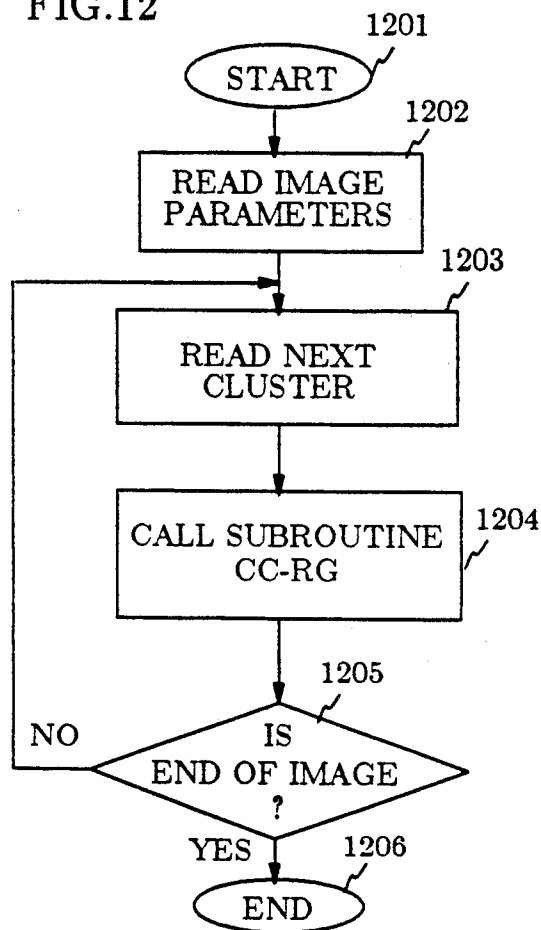 FIG.12
1201
START
1202
READ IMAGE
PARAMETERS
1203
READ NEXT
CLUSTER
CALL SUBROUTINE
CC-RG
1204
1205
IS
END OF IMAGE
?
NO
YES
1206
END